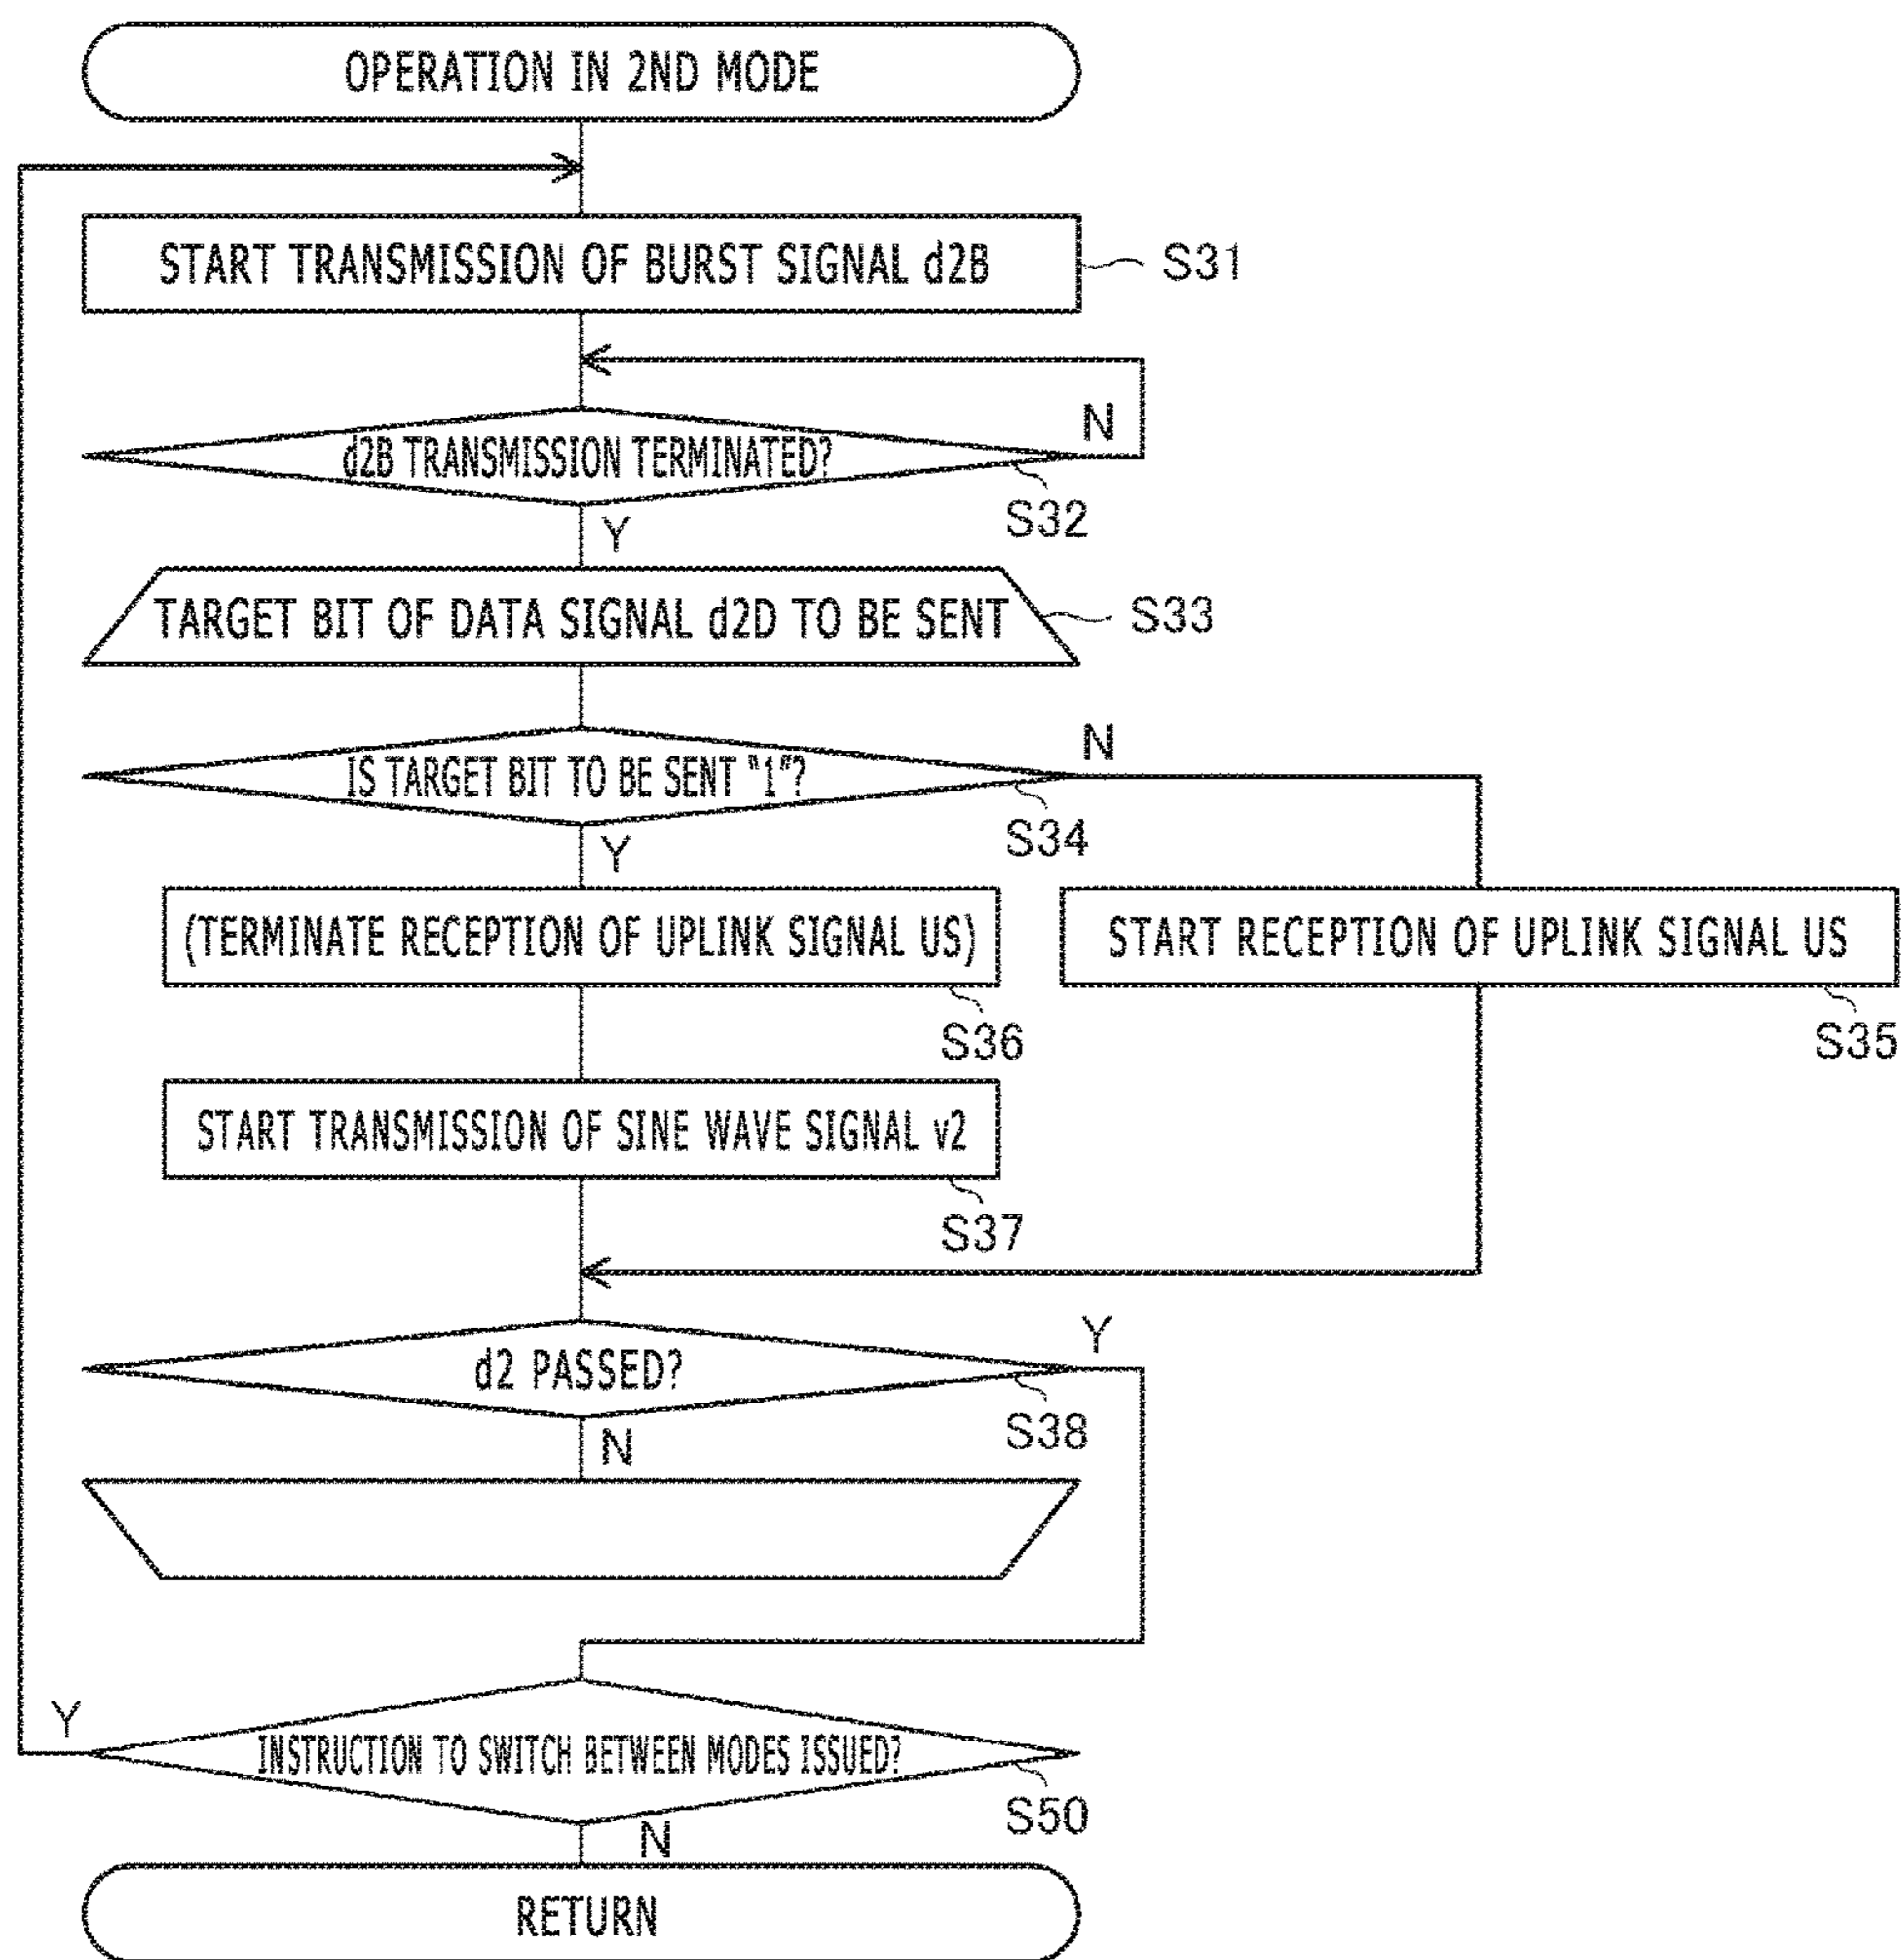 OPERATION IN 2ND MODE
START TRANSMISSION OF BURST SIGNAL d2B
S31
N
d2B TRANSMISSION TERMINATED?
S32
Y
TARGET BIT OF DATA SIGNAL d2D TO BE SENT
S33
N
IS TARGET BIT TO BE SENT "1"?
S34
Y
(TERMINATE RECEPTION OF UPLINK SIGNAL US)
START RECEPTION OF UPLINK SIGNAL US
S36
S35
START TRANSMISSION OF SINE WAVE SIGNAL v2
S37
Y
d2 PASSED?
S38
N
Y
INSTRUCTION TO SWITCH BETWEEN MODES ISSUED?
S50
N
RETURN